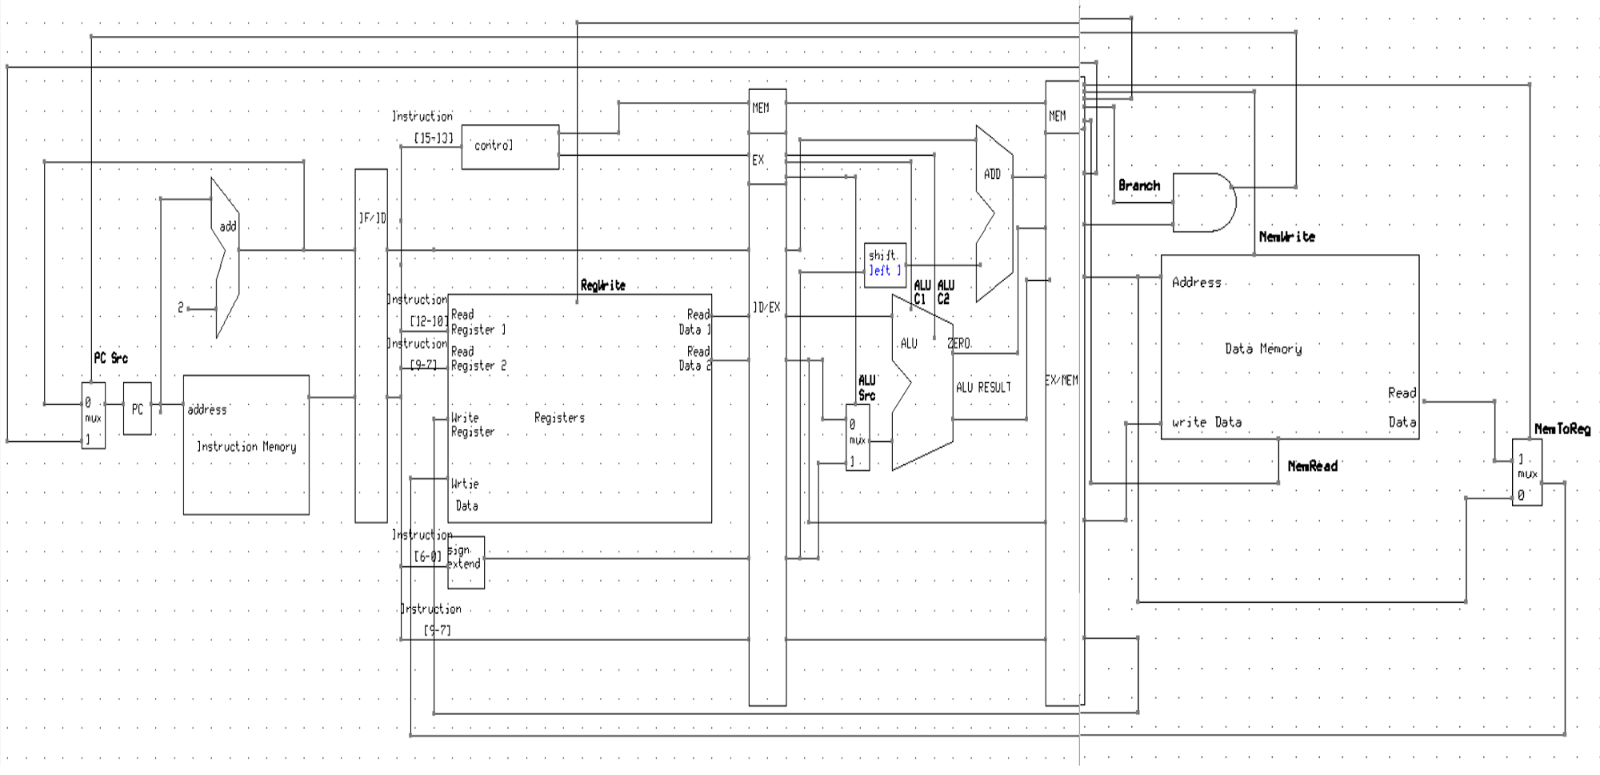 Instruction
[15-13]
control
MEM
EX
MEM
ADD
Branch
add
IF/ID
shift
left 1
MemWrite
RegWrite
Address
ALU
C1
ALU
C2
Instruction
[12-10]
Read
Register 1
Read
Data 1
ID/EX
2
Instruction
[9-7]
Read
Register 2
Read
Data 2
ALU
ZERO
Data Memory
PC Src
ALU
Src
ALU RESULT
EX/MEM
Read
Data
0
mux
1
PC
address
Instruction Memory
Write
Register
Registers
0
mux
1
write Data
MemToReg
1
mux
0
MemRead
Wrtie
Data
Instruction
[6-0]
sign
extend
Instruction
[9-7]